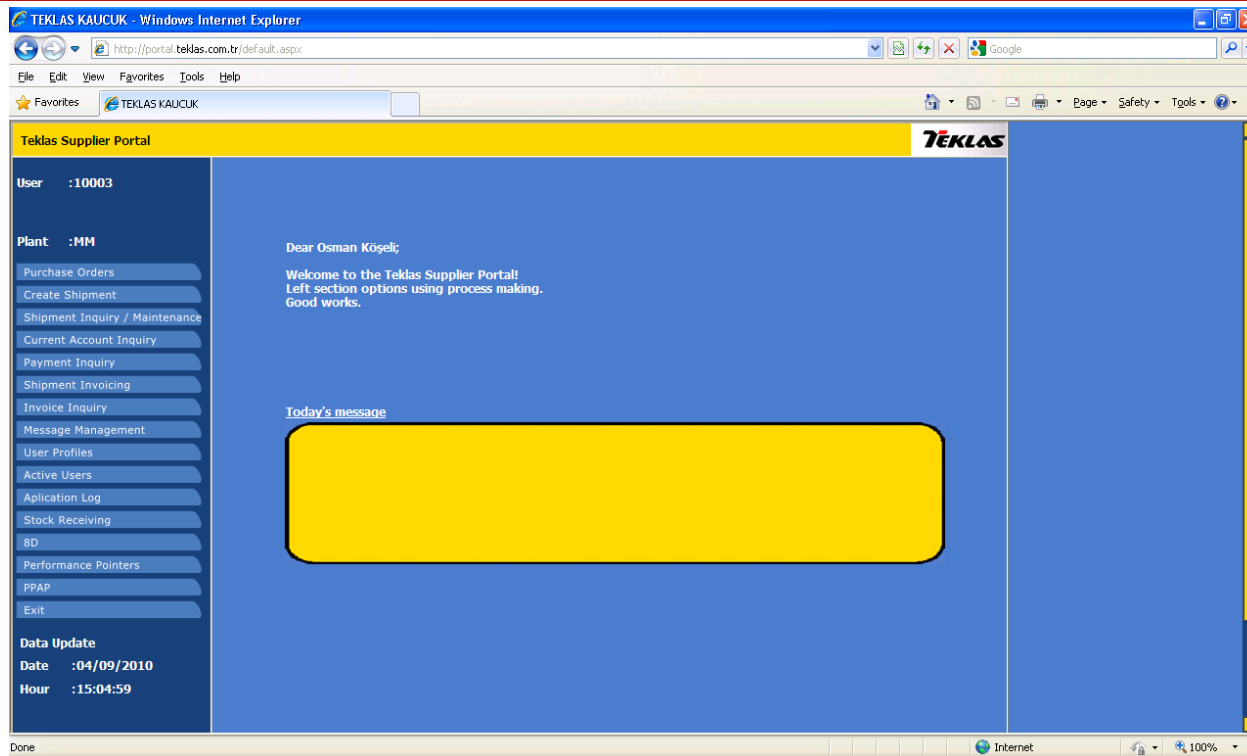 TEKLAS KAUCUK - Windows Internet Explorer
http://portal.teklas.com.tr/default.aspx
Google
File Edit View Favorites Tools Help
Favorites TEKLAS KAUCUK
Page Safety Tools
Teklas Supplier Portal
TEKLAS
User :10003
Plant :MM
Purchase Orders
Create Shipment
Shipment Inquiry / Maintenance
Current Account Inquiry
Payment Inquiry
Shipment Invoicing
Invoice Inquiry
Message Management
User Profiles
Active Users
Aplication Log
Stock Receiving
8D
Performance Pointers
PPAP
Exit
Data Update
Date :04/09/2010
Hour :15:04:59
Dear Osman Köşeli;
Welcome to the Teklas Supplier Portal!
Left section options using process making.
Good works.
Today's message
Done
Internet
100%